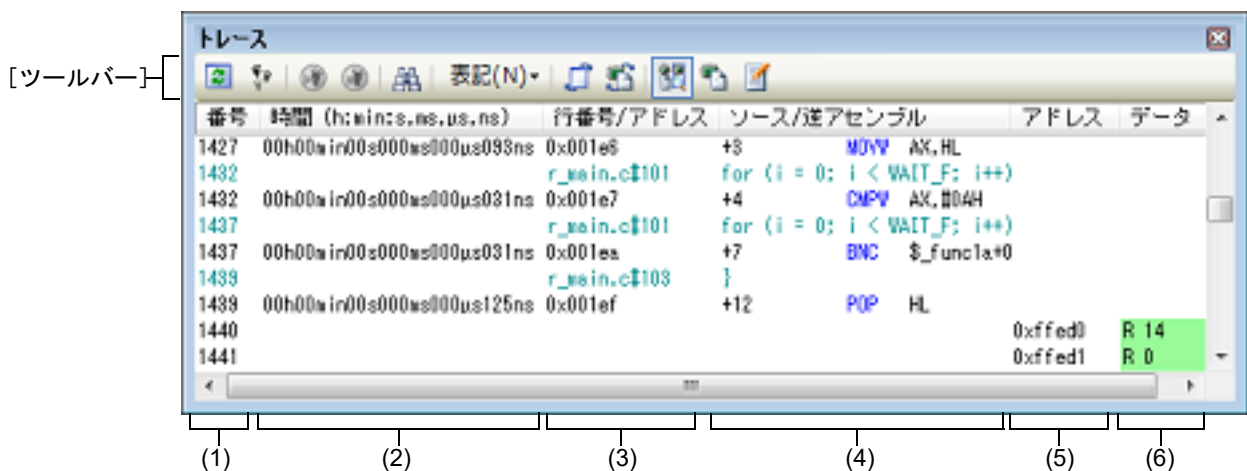 トレース
[ツールバー]
表記(N)
番号 時間 (h:min:s,ms,μs,ns) 行番号/アドレス ソース/逆アセンブル アドレス データ
1427 00h00min00s000ms000μs093ns 0x001e6 +3 MOVW AX,HL
1432 r_main.c#101 for (i = 0; i < WAIT_F; i++)
1432 00h00min00s000ms000μs031ns 0x001e7 +4 CMPW AX,#0AH
1437 r_main.c#101 for (i = 0; i < WAIT_F; i++)
1437 00h00min00s000ms000μs031ns 0x001ea +7 BNC $_func1a+0
1439 r_main.c#103 }
1439 00h00min00s000ms000μs125ns 0x001ef +12 POP HL
1440 0xffed0 R 14
1441 0xffed1 R 0
(1) (2) (3) (4) (5) (6)